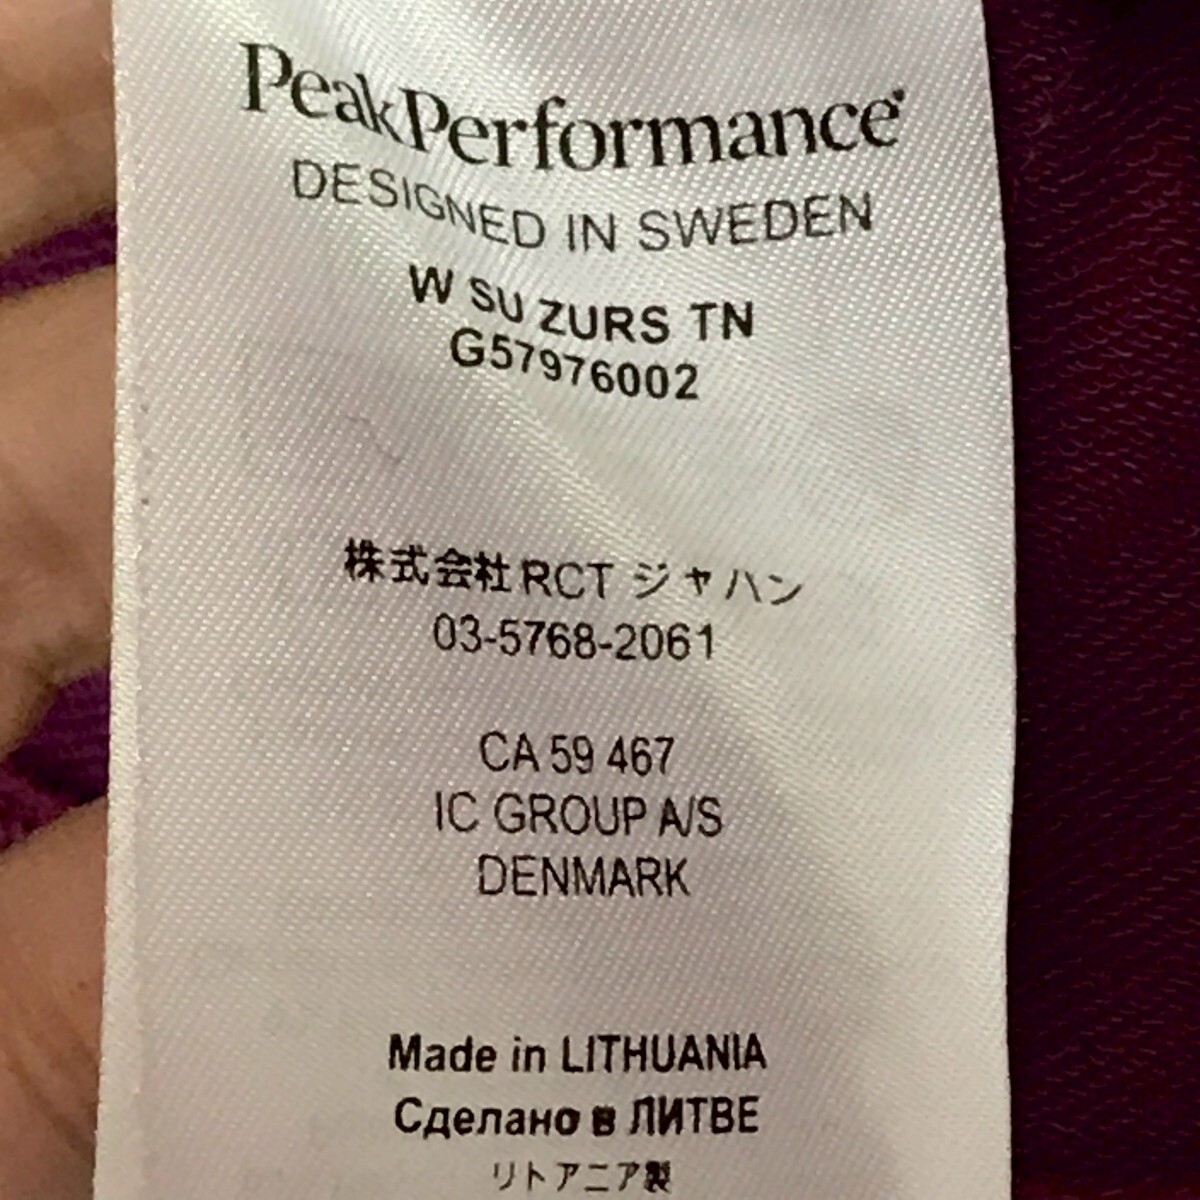 PeakPerformance
DESIGNED IN SWEDEN
W SU ZURS TN
G57976002
株式会社RCT ジャハン
03-5768-2061
CA 59 467
IC GROUP A/S
DENMARK
Made in LITHUANIA
Сделано в ЛИТВЕ
リトアニア製